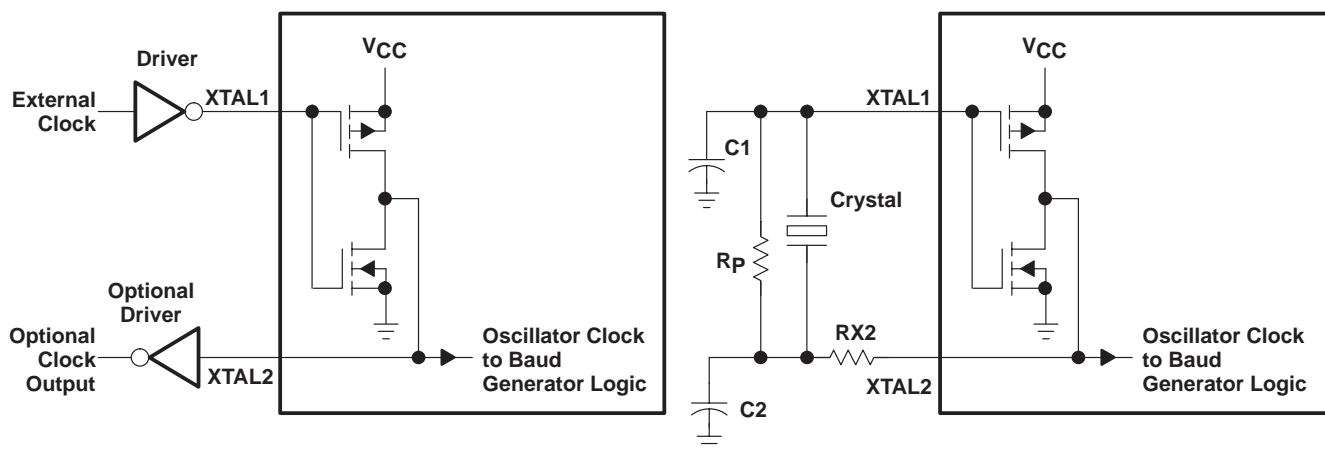 Driver
VCC
External
Clock
XTAL1
Optional
Driver
Optional
Clock
Output
XTAL2
Oscillator Clock
to Baud
Generator Logic
VCC
XTAL1
C1
Crystal
RP
RX2
XTAL2
C2
Oscillator Clock
to Baud
Generator Logic